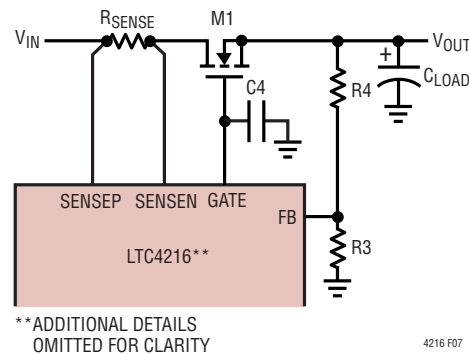 RSENSE
M1
VIN
VOUT
+
CLOAD
R4
C4
SENSEP SENSEN GATE
FB
R3
LTC4216**
**ADDITIONAL DETAILS
OMITTED FOR CLARITY
4216 F07